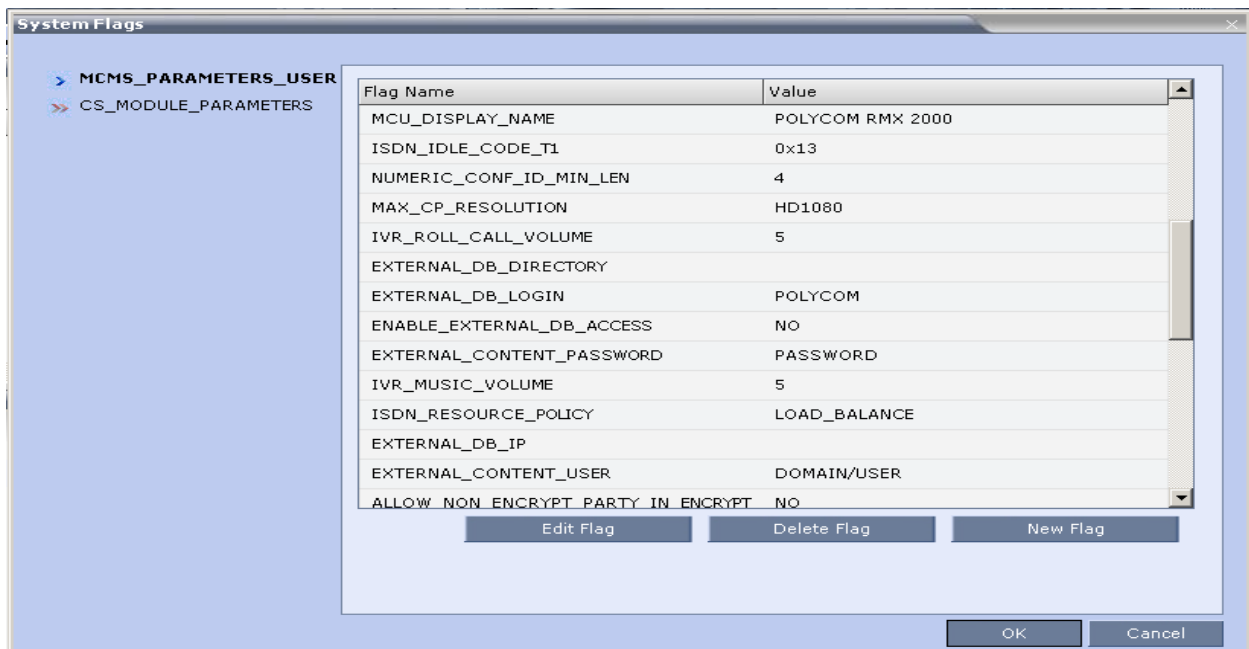 System Flags
MCMS_PARAMETERS_USER
CS_MODULE_PARAMETERS
Flag Name Value
MCU_DISPLAY_NAME POLYCOM RMX 2000
ISDN_IDLE_CODE_T1 0x13
NUMERIC_CONF_ID_MIN_LEN 4
MAX_CP_RESOLUTION HD1080
IVR_ROLL_CALL_VOLUME 5
EXTERNAL_DB_DIRECTORY
EXTERNAL_DB_LOGIN POLYCOM
ENABLE_EXTERNAL_DB_ACCESS NO
EXTERNAL_CONTENT_PASSWORD PASSWORD
IVR_MUSIC_VOLUME 5
ISDN_RESOURCE_POLICY LOAD_BALANCE
EXTERNAL_DB_IP
EXTERNAL_CONTENT_USER DOMAIN/USER
ALLOW_NON_ENCRYPT_PARTY_IN_ENCRYPT NO
Edit Flag Delete Flag New Flag
OK Cancel